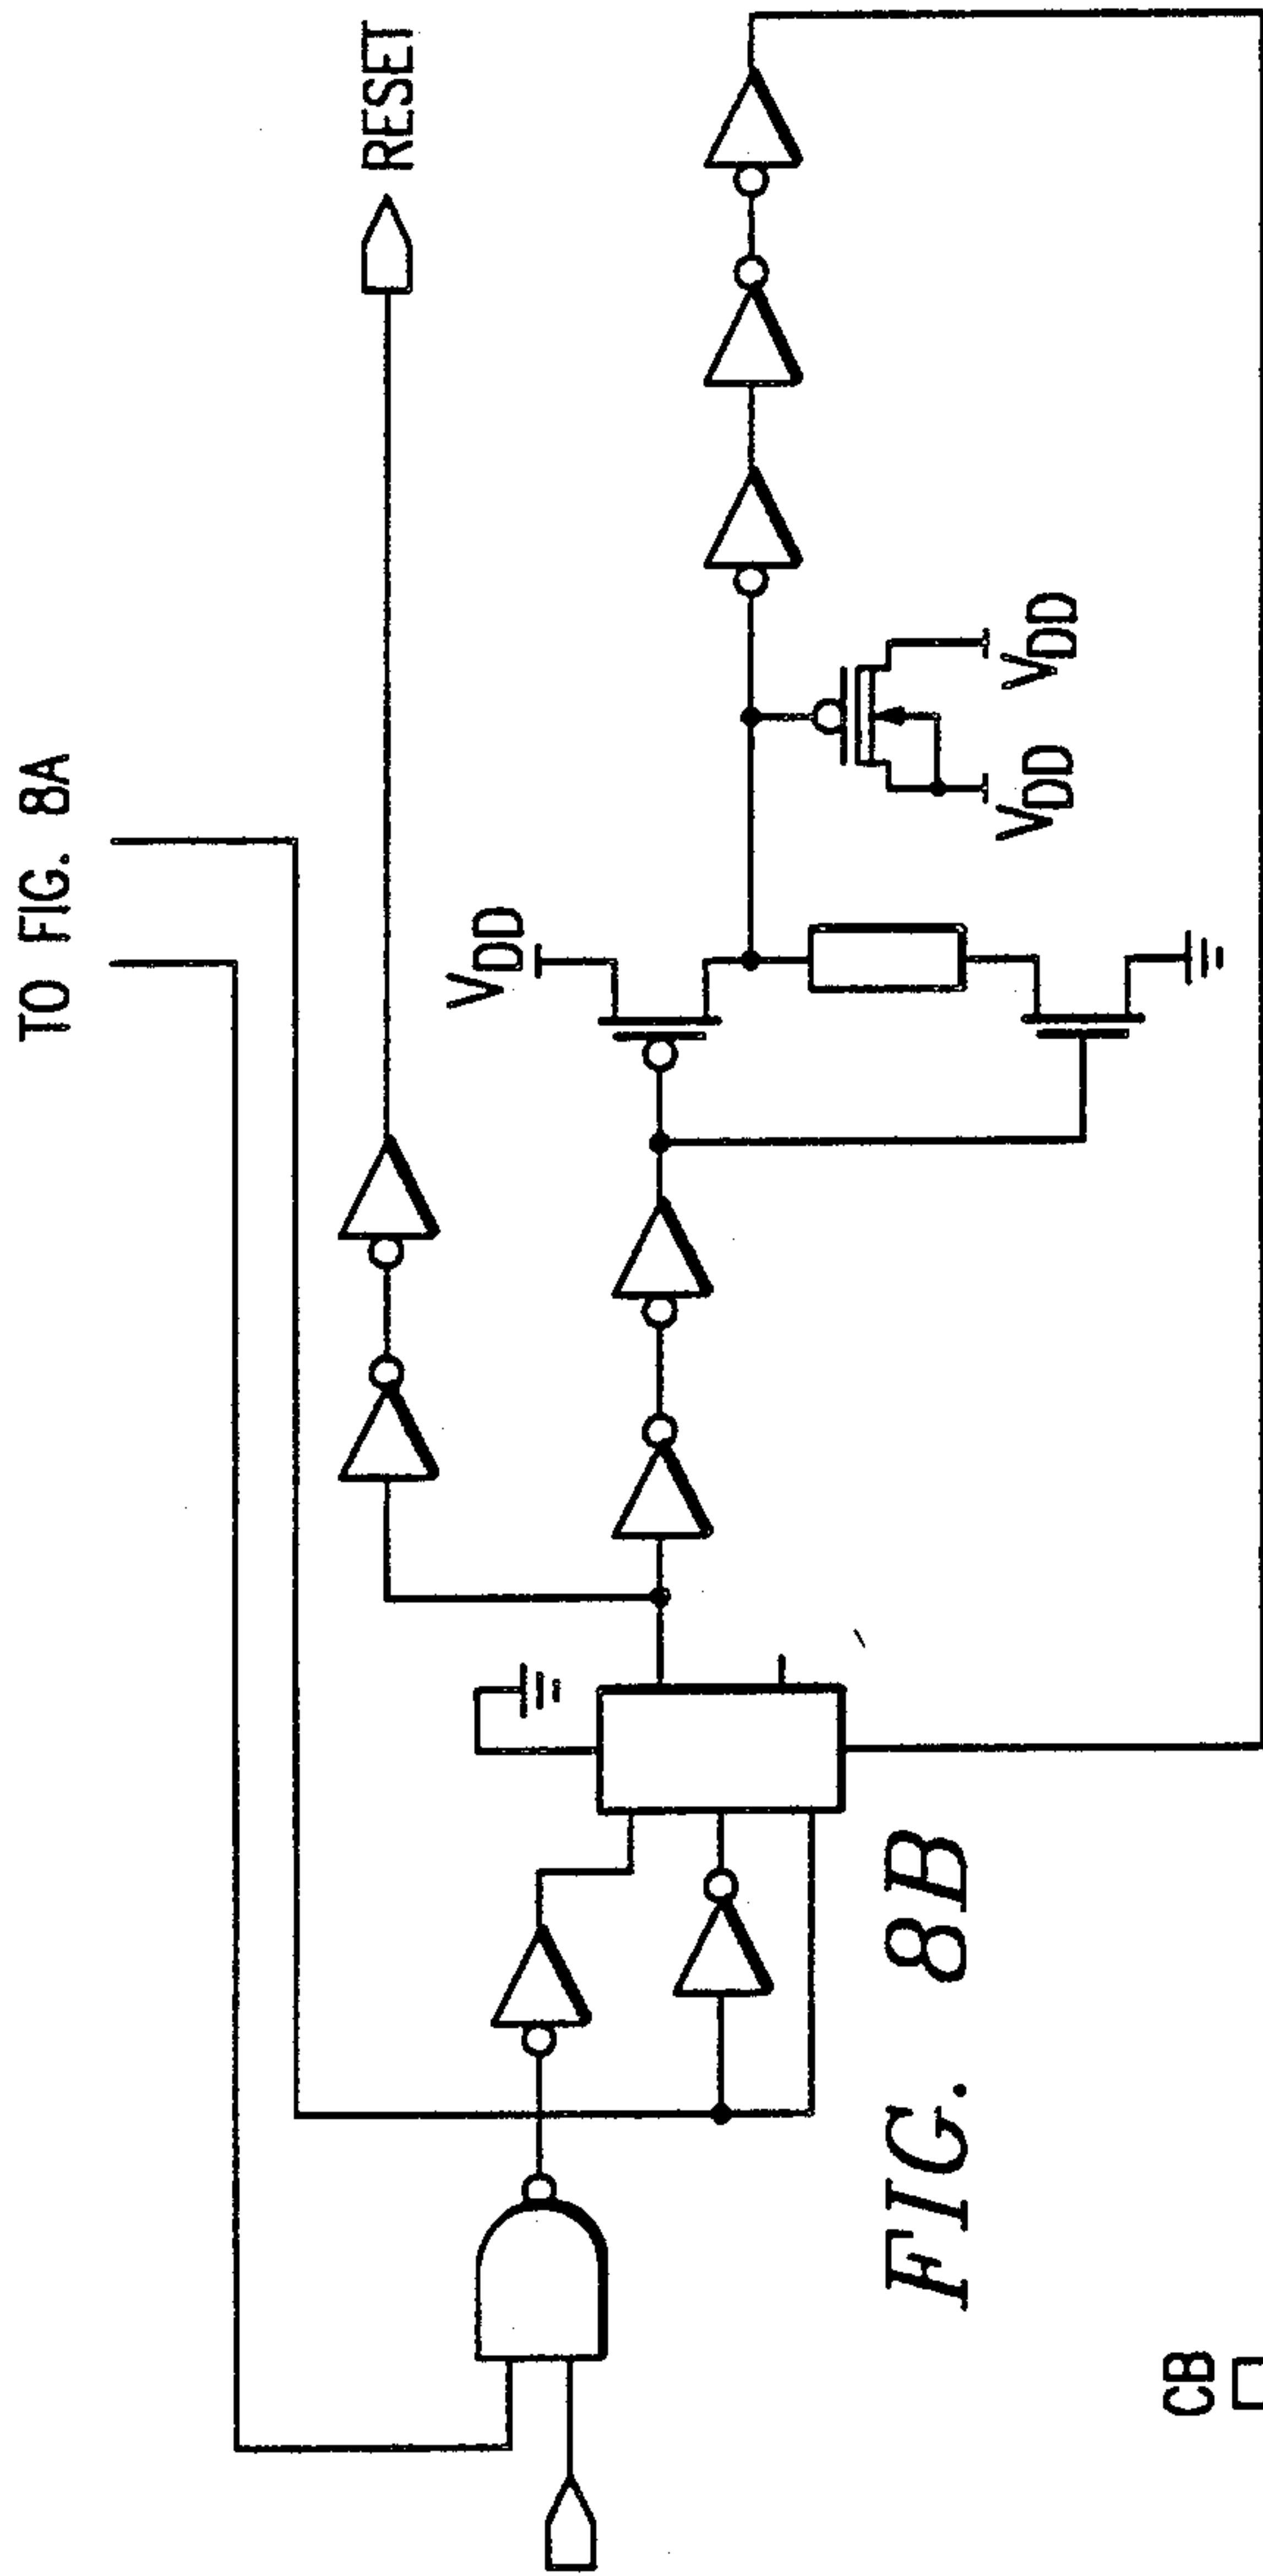 TO FIG. 8A
RESET
VDD
VDD
VDD
FIG. 8B
CB